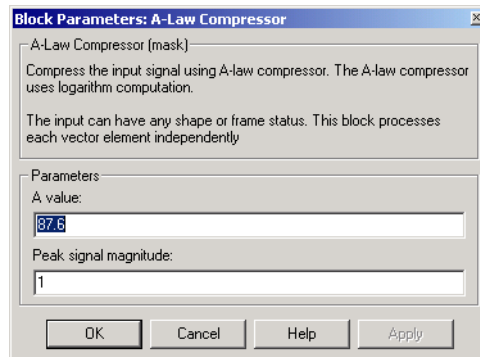 Block Parameters: A-Law Compressor
A-Law Compressor (mask)
Compress the input signal using A-law compressor. The A-law compressor
uses logarithm computation.
The input can have any shape or frame status. This block processes
each vector element independently
Parameters
A value:
87.6
Peak signal magnitude:
1
OK Cancel Help Apply